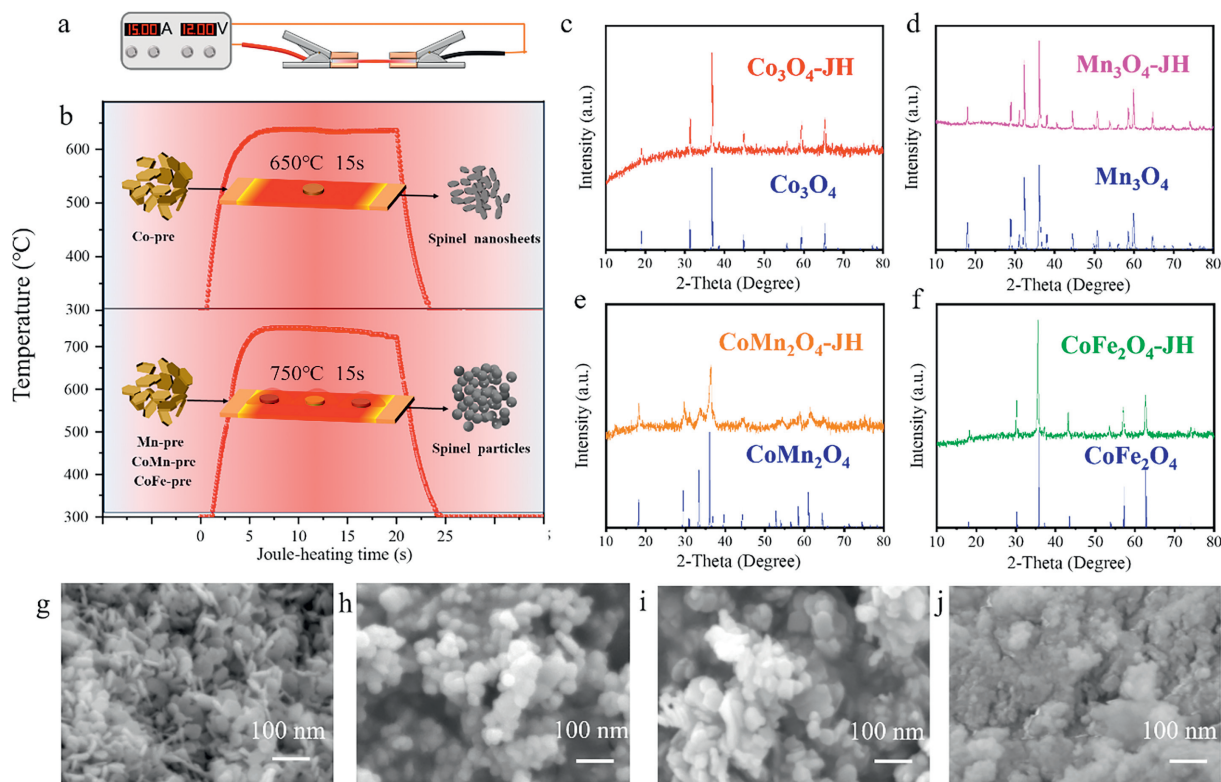 a
15.00 A 12.00 V
b
Temperature (℃)
600
500
400
300
650℃ 15s
Co-pre
Spinel nanosheets
700
600
500
400
300
750℃ 15s
Mn-pre
CoMn-pre
CoFe-pre
Spinel particles
0 5 10 15 20 25
Joule-heating time (s)
c
Intensity (a.u.)
Co₃O₄-JH
Co₃O₄
10 20 30 40 50 60 70 80
2-Theta (Degree)
d
Intensity (a.u.)
Mn₃O₄-JH
Mn₃O₄
10 20 30 40 50 60 70 80
2-Theta (Degree)
e
Intensity (a.u.)
CoMn₂O₄-JH
CoMn₂O₄
10 20 30 40 50 60 70 80
2-Theta (Degree)
f
Intensity (a.u.)
CoFe₂O₄-JH
CoFe₂O₄
10 20 30 40 50 60 70 80
2-Theta (Degree)
g
100 nm
h
100 nm
i
100 nm
j
100 nm